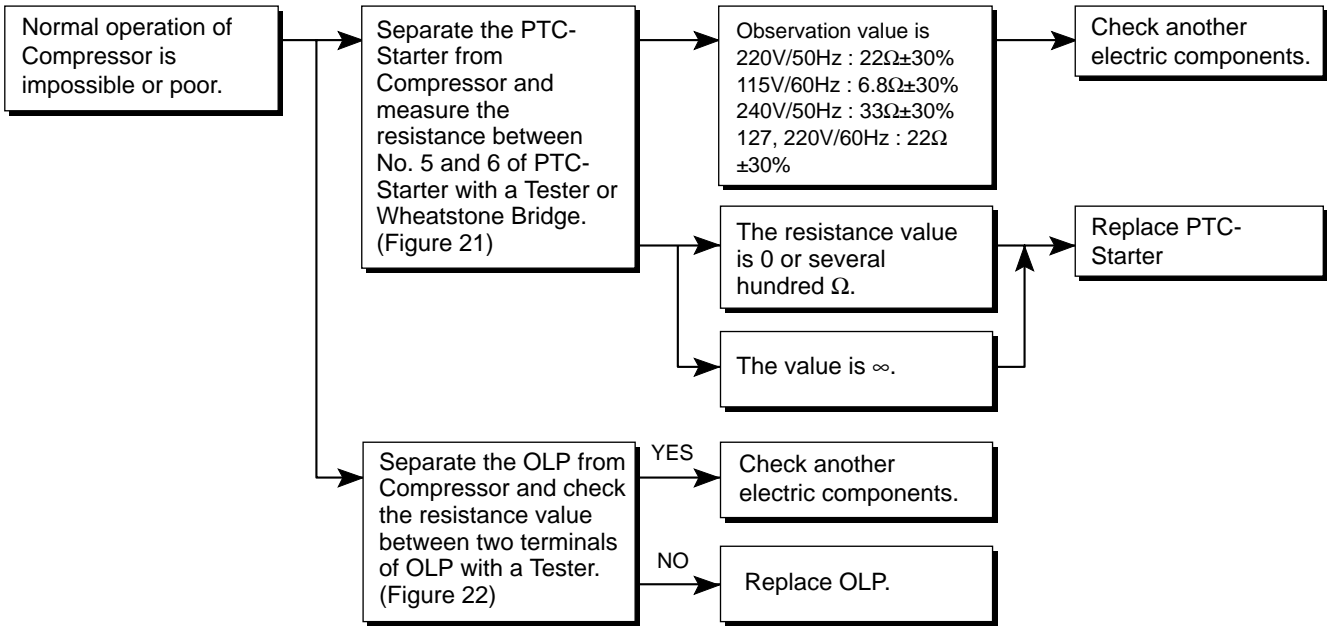 Normal operation of
Compressor is
impossible or poor.
Separate the PTC-
Starter from
Compressor and
measure the
resistance between
No. 5 and 6 of PTC-
Starter with a Tester or
Wheatstone Bridge.
(Figure 21)
Observation value is
220V/50Hz : 22Ω±30%
115V/60Hz : 6.8Ω±30%
240V/50Hz : 33Ω±30%
127, 220V/60Hz : 22Ω
±30%
Check another
electric components.
The resistance value
is 0 or several
hundred Ω.
Replace PTC-
Starter
The value is ∞.
Separate the OLP from
Compressor and check
the resistance value
between two terminals
of OLP with a Tester.
(Figure 22)
YES
Check another
electric components.
NO
Replace OLP.